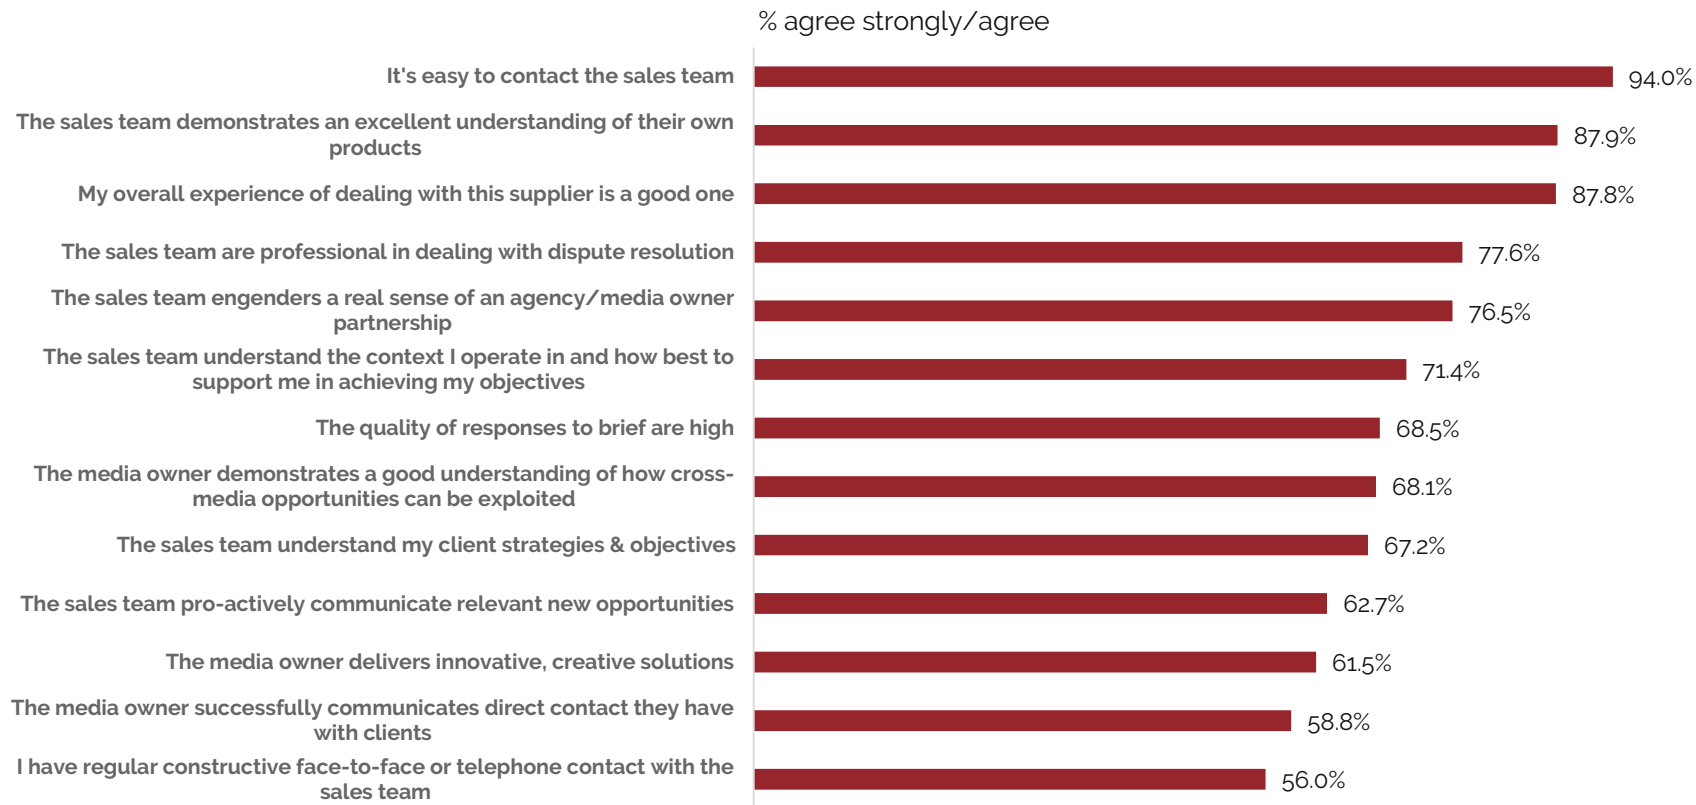 % agree strongly/agree
It's easy to contact the sales team
94.0%
The sales team demonstrates an excellent understanding of their own
products
87.9%
My overall experience of dealing with this supplier is a good one
87.8%
The sales team are professional in dealing with dispute resolution
77.6%
The sales team engenders a real sense of an agency/media owner
partnership
76.5%
The sales team understand the context I operate in and how best to
support me in achieving my objectives
71.4%
The quality of responses to brief are high
68.5%
The media owner demonstrates a good understanding of how cross-
media opportunities can be exploited
68.1%
The sales team understand my client strategies & objectives
67.2%
The sales team pro-actively communicate relevant new opportunities
62.7%
The media owner delivers innovative, creative solutions
61.5%
The media owner successfully communicates direct contact they have
with clients
58.8%
I have regular constructive face-to-face or telephone contact with the
sales team
56.0%